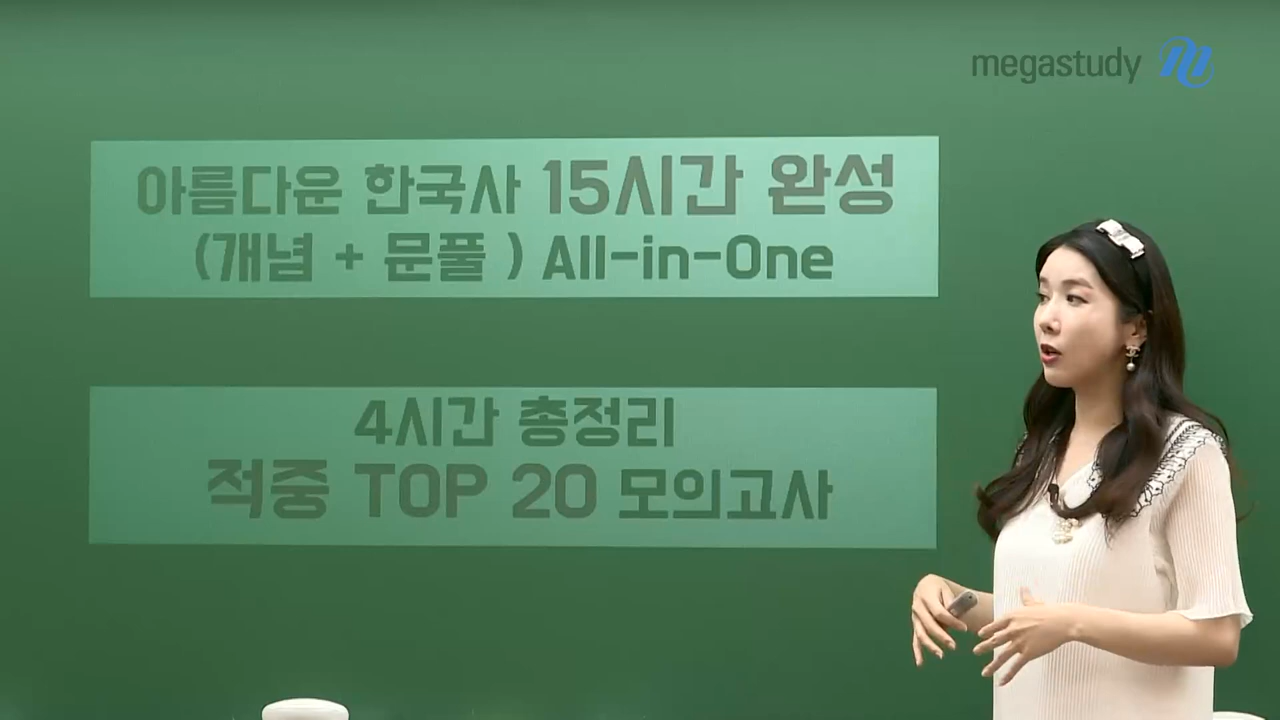 megastudy
아름다운 한국사 15시간 완성
(개념 + 문풀 ) All-in-One
4시간 총정리
적중 TOP 20 모의고사